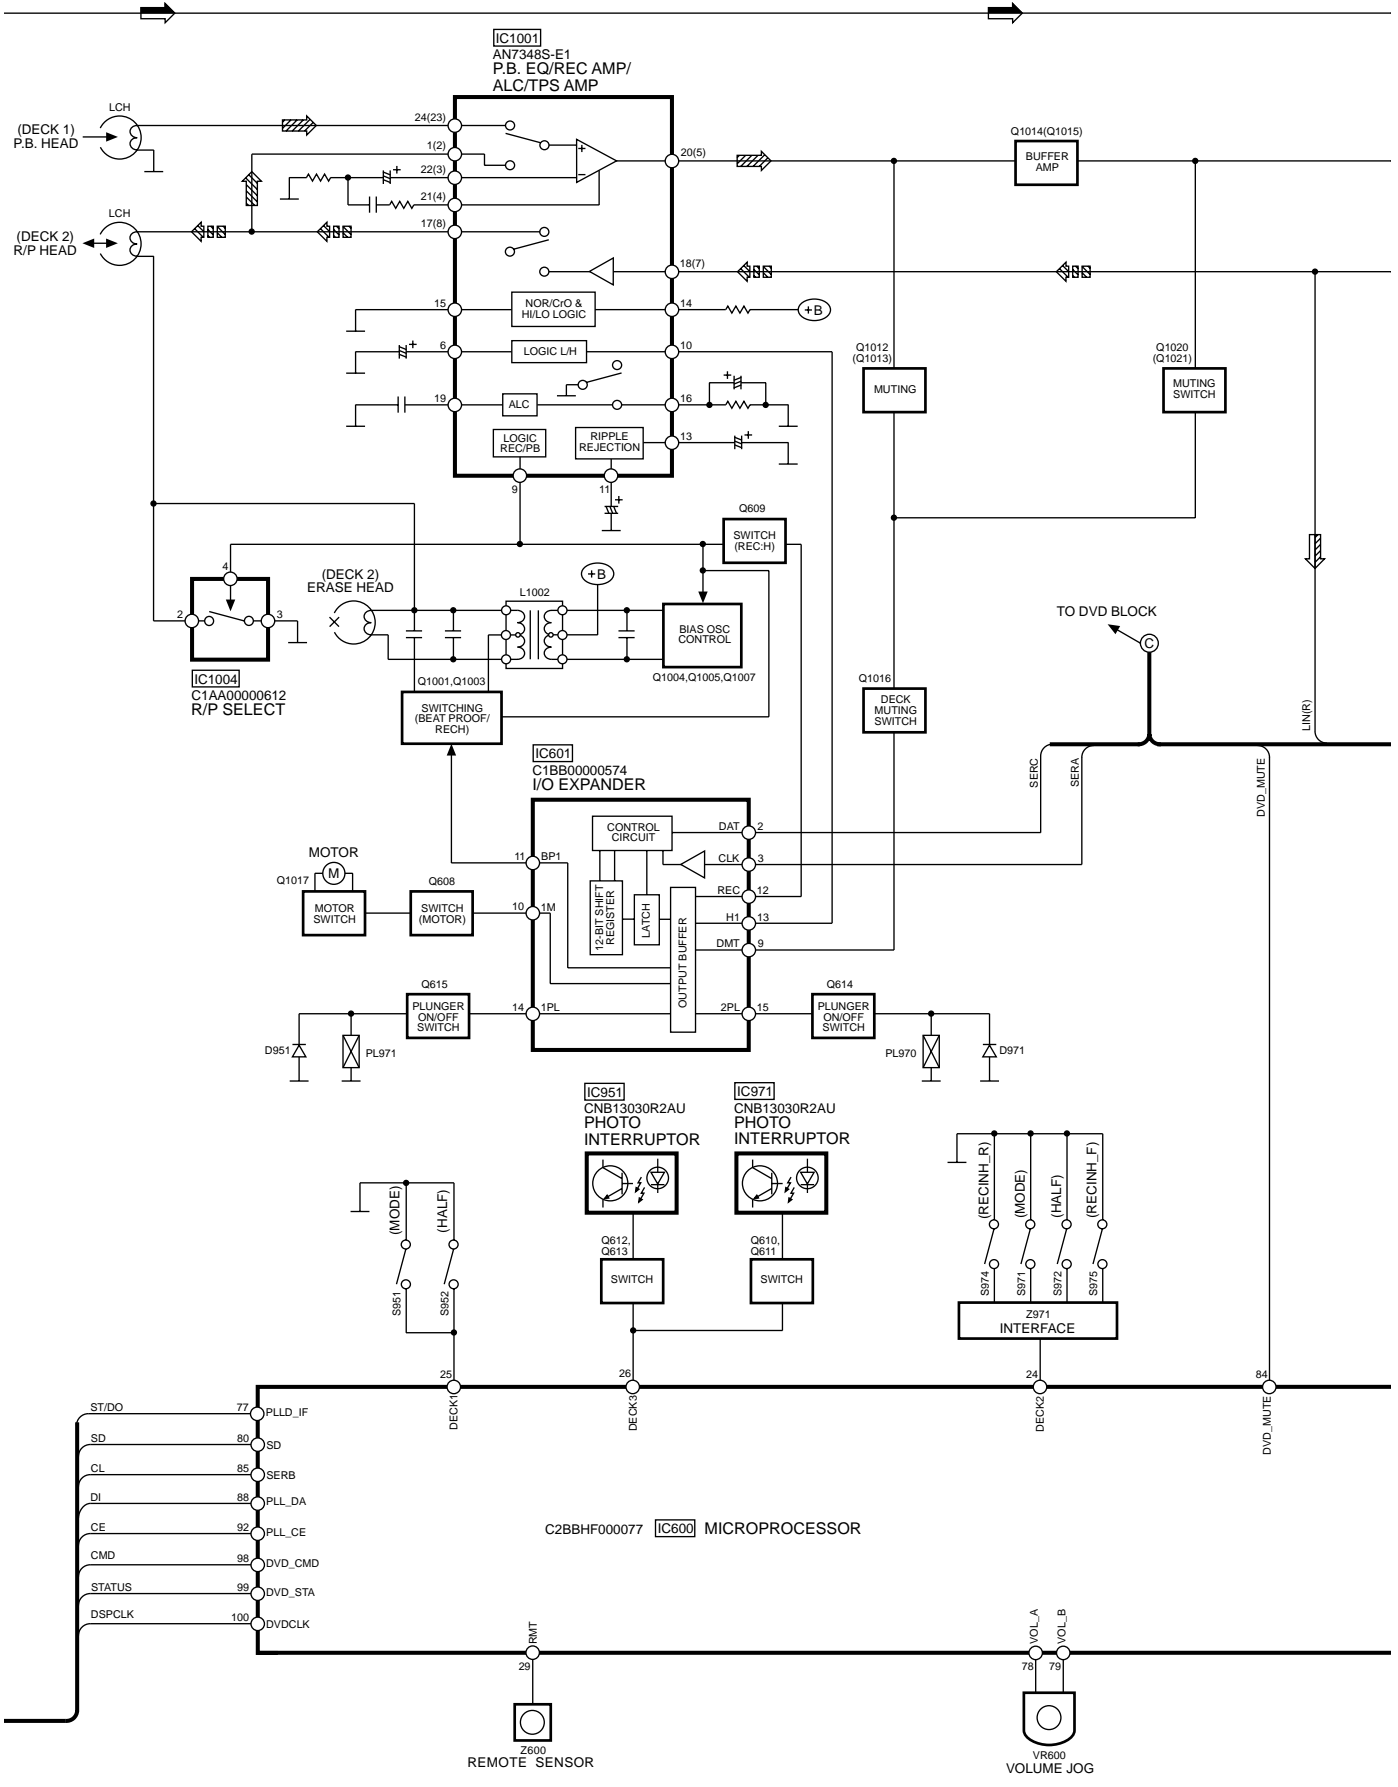 IC1001
AN7348S-E1
P.B. EQ/REC AMP/
ALC/TPS AMP
LCH
(DECK 1)
P.B. HEAD
24(23)
1(2)
22(3)
21(4)
17(8)
+
−
+
20(5)
18(7)
Q1014(Q1015)
BUFFER
AMP
LCH
(DECK 2)
R/P HEAD
15
NOR/CrO &
HI/LO LOGIC
14
+B
6
+
LOGIC L/H
10
19
ALC
16
+
LOGIC
REC/PB
RIPPLE
REJECTION
13
+
9
11
+
Q1012
(Q1013)
MUTING
Q1020
(Q1021)
MUTING
SWITCH
Q609
SWITCH
(REC:H)
4
2
3
IC1004
C1AA00000612
R/P SELECT
(DECK 2)
ERASE HEAD
L1002
+B
BIAS OSC
CONTROL
Q1004,Q1005,Q1007
Q1001,Q1003
SWITCHING
(BEAT PROOF/
RECH)
Q1016
DECK
MUTING
SWITCH
TO DVD BLOCK
C
LIN(R)
SERC
SERA
DVD_MUTE
IC601
C1BB00000574
I/O EXPANDER
CONTROL
CIRCUIT
12-BIT SHIFT
REGISTER
LATCH
OUTPUT BUFFER
DAT
2
CLK
3
REC
12
H1
13
DMT
9
2PL
15
11
BP1
10
1M
14
1PL
MOTOR
M
Q1017
MOTOR
SWITCH
Q608
SWITCH
(MOTOR)
Q615
PLUNGER
ON/OFF
SWITCH
D951
PL971
Q614
PLUNGER
ON/OFF
SWITCH
PL970
D971
IC951
CNB13030R2AU
PHOTO
INTERRUPTOR
IC971
CNB13030R2AU
PHOTO
INTERRUPTOR
Q612,
Q613
SWITCH
Q610,
Q611
SWITCH
(MODE)
(HALF)
S951
S952
(RECINH_R)
(MODE)
(HALF)
(RECINH_F)
S974
S971
S972
S975
Z971
INTERFACE
25
DECK1
26
DECK3
24
DECK2
84
DVD_MUTE
ST/DO
77
PLLD_IF
SD
80
SD
CL
85
SERB
DI
88
PLL_DA
CE
92
PLL_CE
CMD
98
DVD_CMD
STATUS
99
DVD_STA
DSPCLK
100
DVDCLK
C2BBHF000077 IC600 MICROPROCESSOR
RMT
29
Z600
REMOTE SENSOR
VOL_A
VOL_B
78
79
VR600
VOLUME JOG